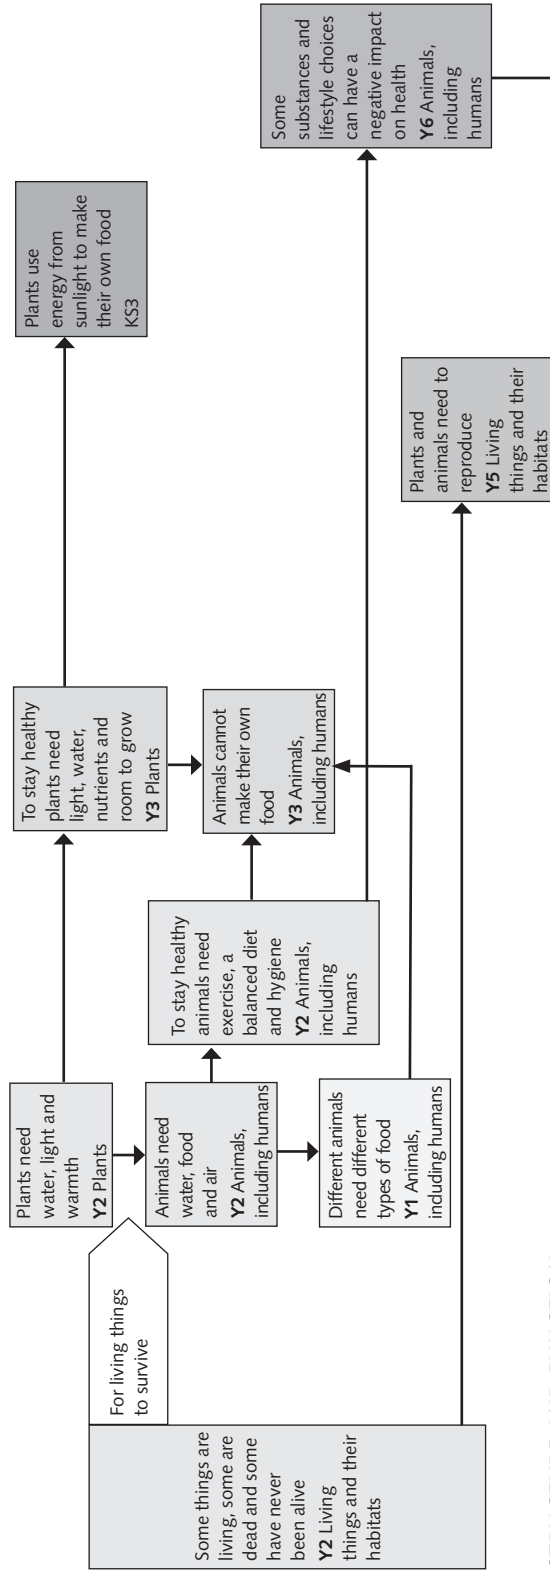 Some things are
living, some are
dead and some
have never
been alive
Y2 Living
things and their
habitats
For living things
to survive
Plants need
water, light and
warmth
Y2 Plants
Animals need
water, food
and air
Y2 Animals,
including humans
Different animals
need different
types of food
Y1 Animals,
including humans
To stay healthy
animals need
exercise, a
balanced diet
and hygiene
Y2 Animals,
including
humans
To stay healthy
plants need
light, water,
nutrients and
room to grow
Y3 Plants
Animals cannot
make their own
food
Y3 Animals,
including humans
Plants use
energy from
sunlight to make
their own food
KS3
Plants and
animals need to
reproduce
Y5 Living
things and their
habitats
Some
substances and
lifestyle choices
can have a
negative impact
on health
Y6 Animals,
including
humans